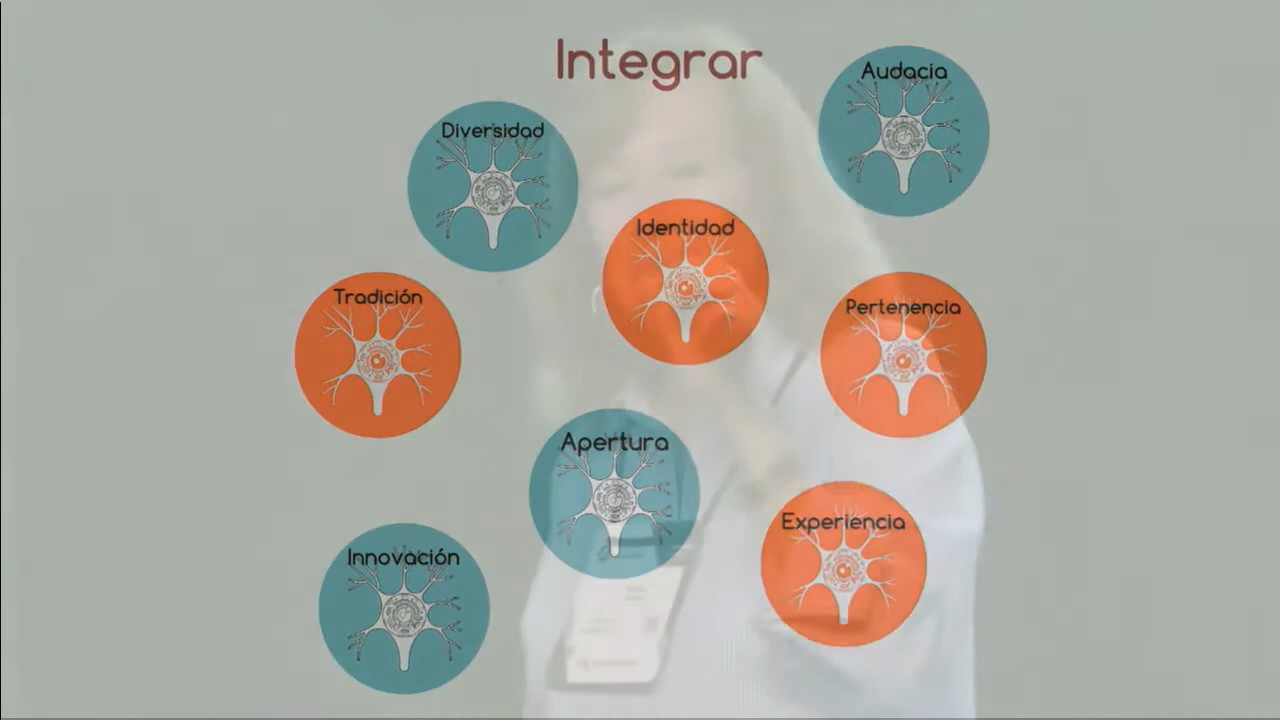 Integrar
Audacia
Diversidad
Identidad
Tradición
Pertenencia
Apertura
Experiencia
Innovación